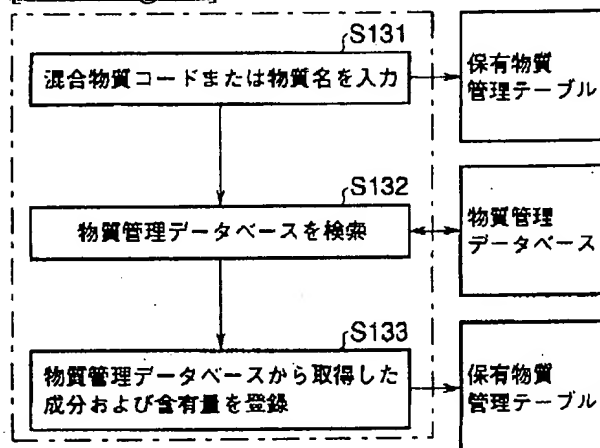 S131
混合物質コードまたは物質名を入力
保有物質
管理テーブル
S132
物質管理データベースを検索
物質管理
データベース
S133
物質管理データベースから取得した
成分および含有量を登録
保有物質
管理テーブル